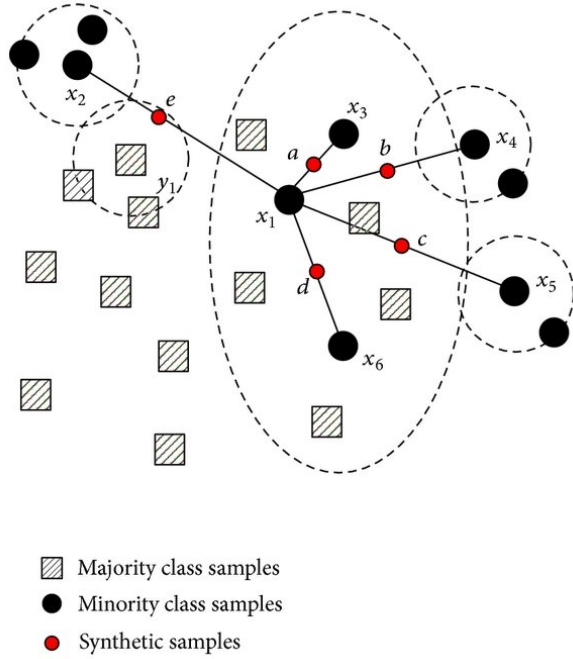 e
x2
x3
x4
a
b
y1
x1
c
d
x5
x6
Majority class samples
Minority class samples
Synthetic samples